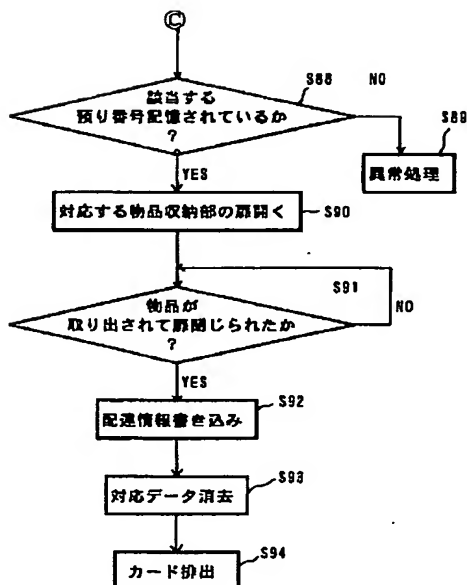 C
S88
NO
該当する
預り番号記憶されているか
?
S89
異常処理
YES
対応する物品収納部の扉開く
S90
S91
物品が
取り出されて扉閉じられたか
?
NO
YES
配達情報書き込み
S92
対応データ消去
S93
カード排出
S94